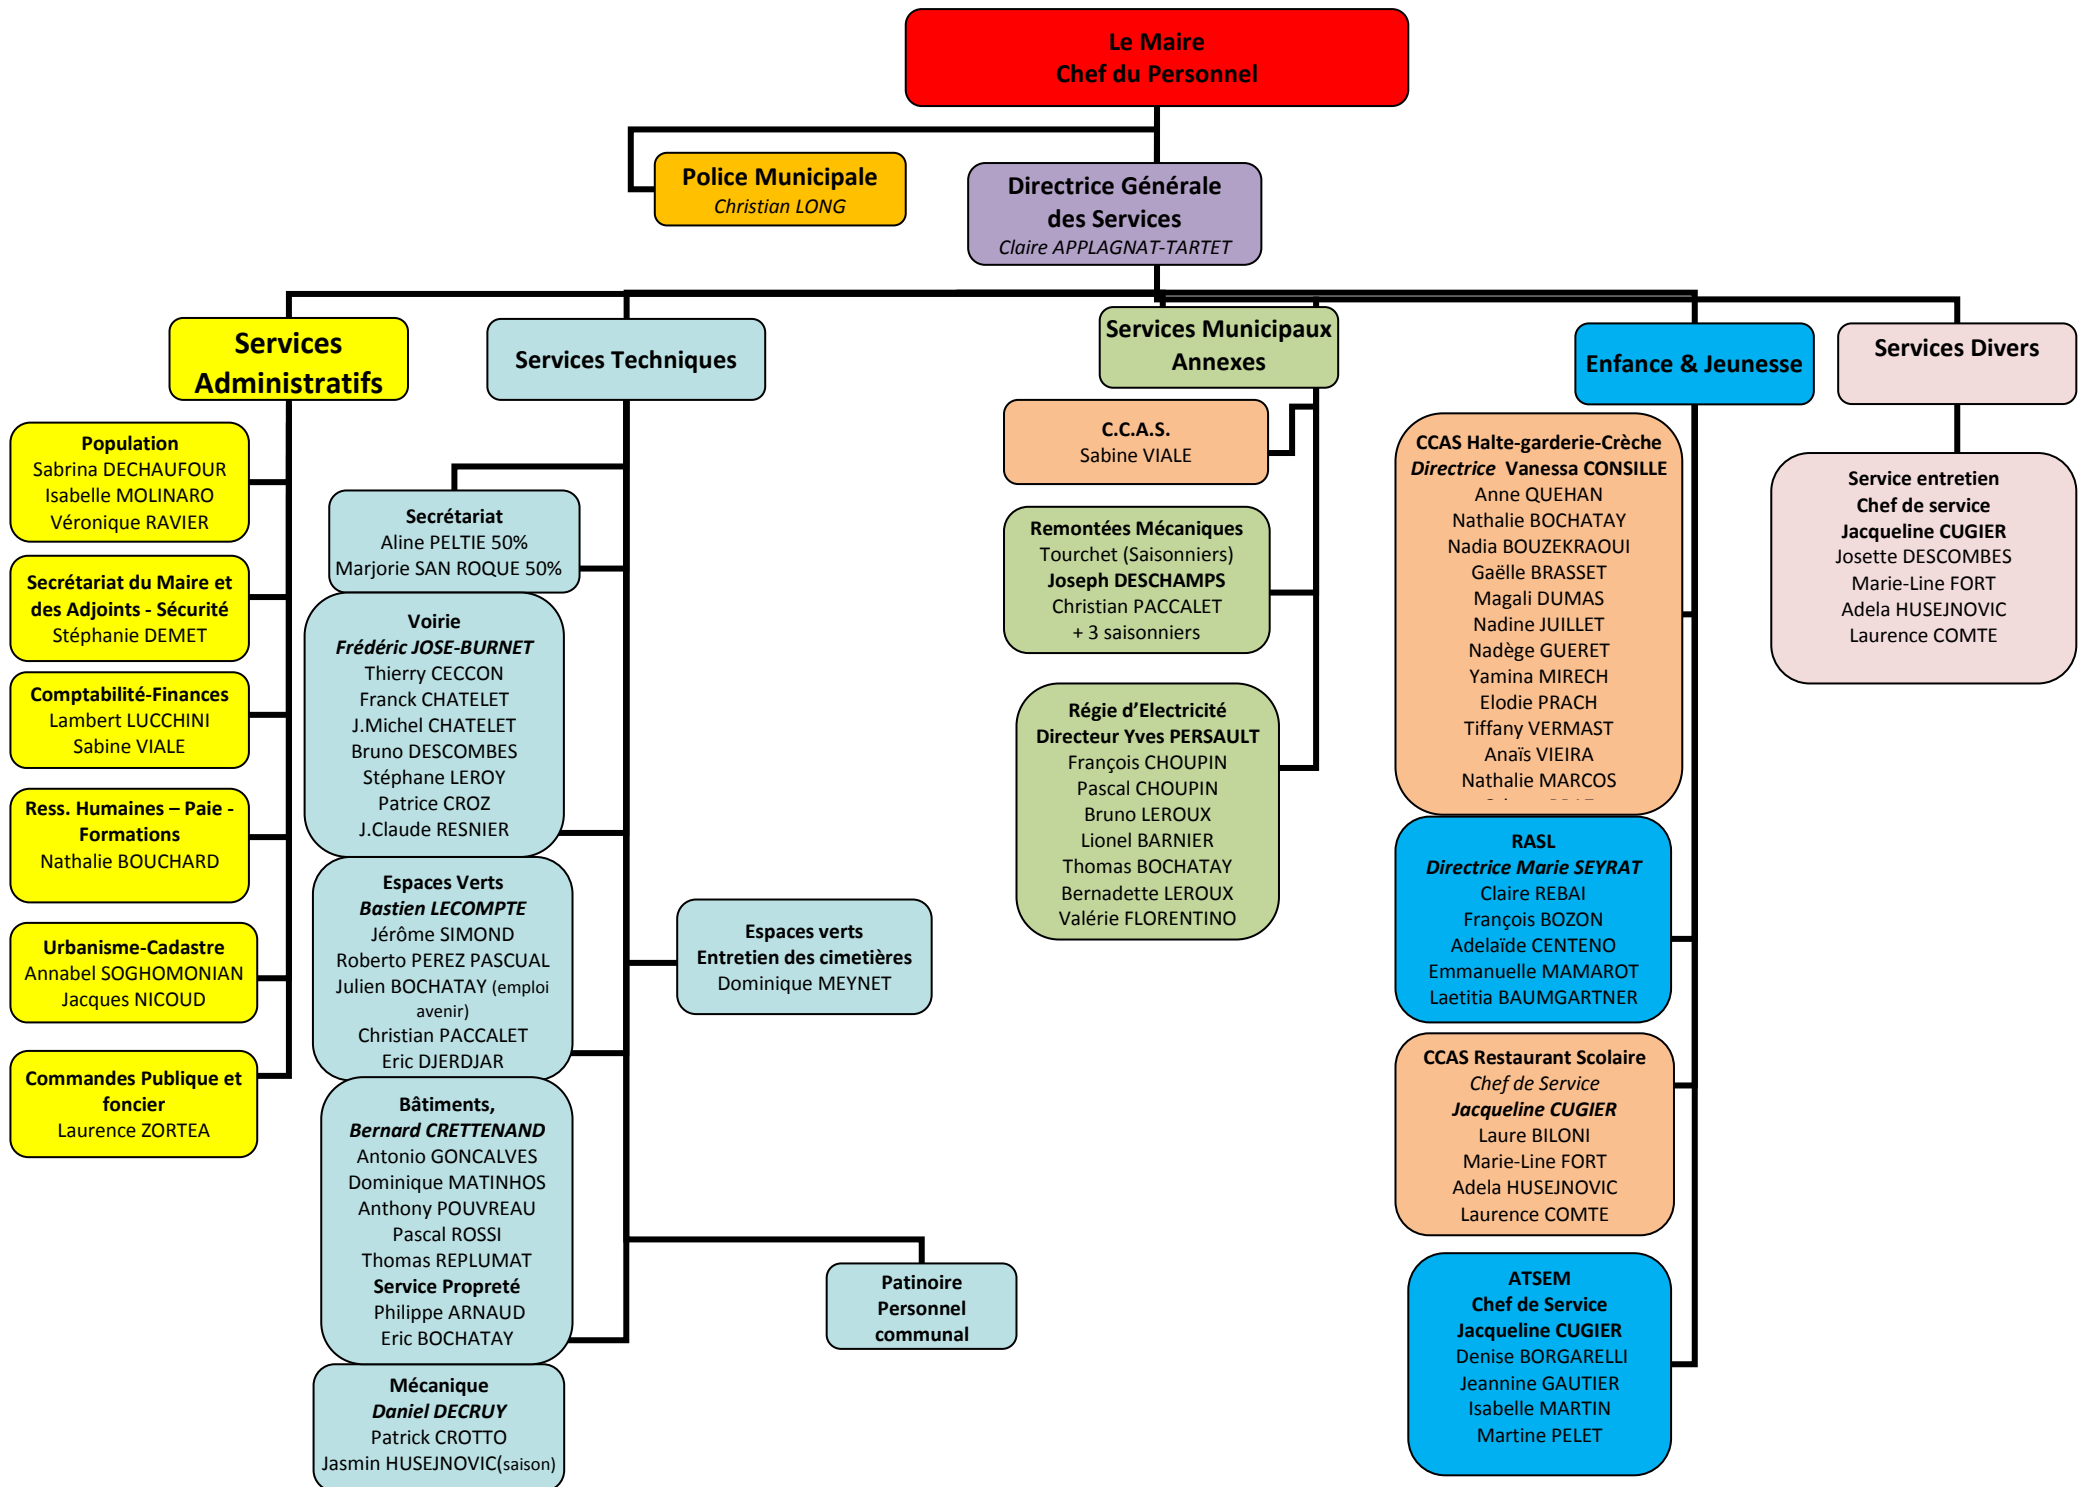 Le Maire
Chef du Personnel
Police Municipale
Christian LONG
Directrice Générale
des Services
Claire APPLAGNAT-TARTET
Services
Administratifs
Population
Sabrina DECHAUFOUR
Isabelle MOLINARO
Véronique RAVIER
Secrétariat du Maire et
des Adjoints - Sécurité
Stéphanie DEMET
Comptabilité-Finances
Lambert LUCCHINI
Sabine VIALE
Ress. Humaines – Paie -
Formations
Nathalie BOUCHARD
Urbanisme-Cadastre
Annabel SOGHOMONIAN
Jacques NICOUD
Commandes Publique et
foncier
Laurence ZORTEA
Services Techniques
Secrétariat
Aline PELTIE 50%
Marjorie SAN ROQUE 50%
Voirie
Frédéric JOSE-BURNET
Thierry CECCON
Franck CHATELET
J.Michel CHATELET
Bruno DESCOMBES
Stéphane LEROY
Patrice CROZ
J.Claude RESNIER
Espaces Verts
Bastien LECOMPTE
Jérôme SIMOND
Roberto PEREZ PASCUAL
Julien BOCHATAY (emploi
avenir)
Christian PACCALET
Eric DJERDJAR
Espaces verts
Entretien des cimetières
Dominique MEYNET
Bâtiments,
Bernard CRETTENAND
Antonio GONCALVES
Dominique MATINHOS
Anthony POUVREAU
Pascal ROSSI
Thomas REPLUMAT
Service Propreté
Philippe ARNAUD
Eric BOCHATAY
Patinoire
Personnel
communal
Mécanique
Daniel DECRUY
Patrick CROTTO
Jasmin HUSEJNOVIC(saison)
Services Municipaux
Annexes
C.C.A.S.
Sabine VIALE
Remontées Mécaniques
Tourchet (Saisonniers)
Joseph DESCHAMPS
Christian PACCALET
+ 3 saisonniers
Régie d’Electricité
Directeur Yves PERSAULT
François CHOUPIN
Pascal CHOUPIN
Bruno LEROUX
Lionel BARNIER
Thomas BOCHATAY
Bernadette LEROUX
Valérie FLORENTINO
Enfance & Jeunesse
CCAS Halte-garderie-Crèche
Directrice Vanessa CONSILLE
Anne QUEHAN
Nathalie BOCHATAY
Nadia BOUZEKRAOUI
Gaëlle BRASSET
Magali DUMAS
Nadine JUILLET
Nadège GUERET
Yamina MIRECH
Elodie PRACH
Tiffany VERMAST
Anaïs VIEIRA
Nathalie MARCOS
RASL
Directrice Marie SEYRAT
Claire REBAI
François BOZON
Adelaïde CENTENO
Emmanuelle MAMAROT
Laetitia BAUMGARTNER
CCAS Restaurant Scolaire
Chef de Service
Jacqueline CUGIER
Laure BILONI
Marie-Line FORT
Adela HUSEJNOVIC
Laurence COMTE
ATSEM
Chef de Service
Jacqueline CUGIER
Denise BORGARELLI
Jeannine GAUTIER
Isabelle MARTIN
Martine PELET
Services Divers
Service entretien
Chef de service
Jacqueline CUGIER
Josette DESCOMBES
Marie-Line FORT
Adela HUSEJNOVIC
Laurence COMTE